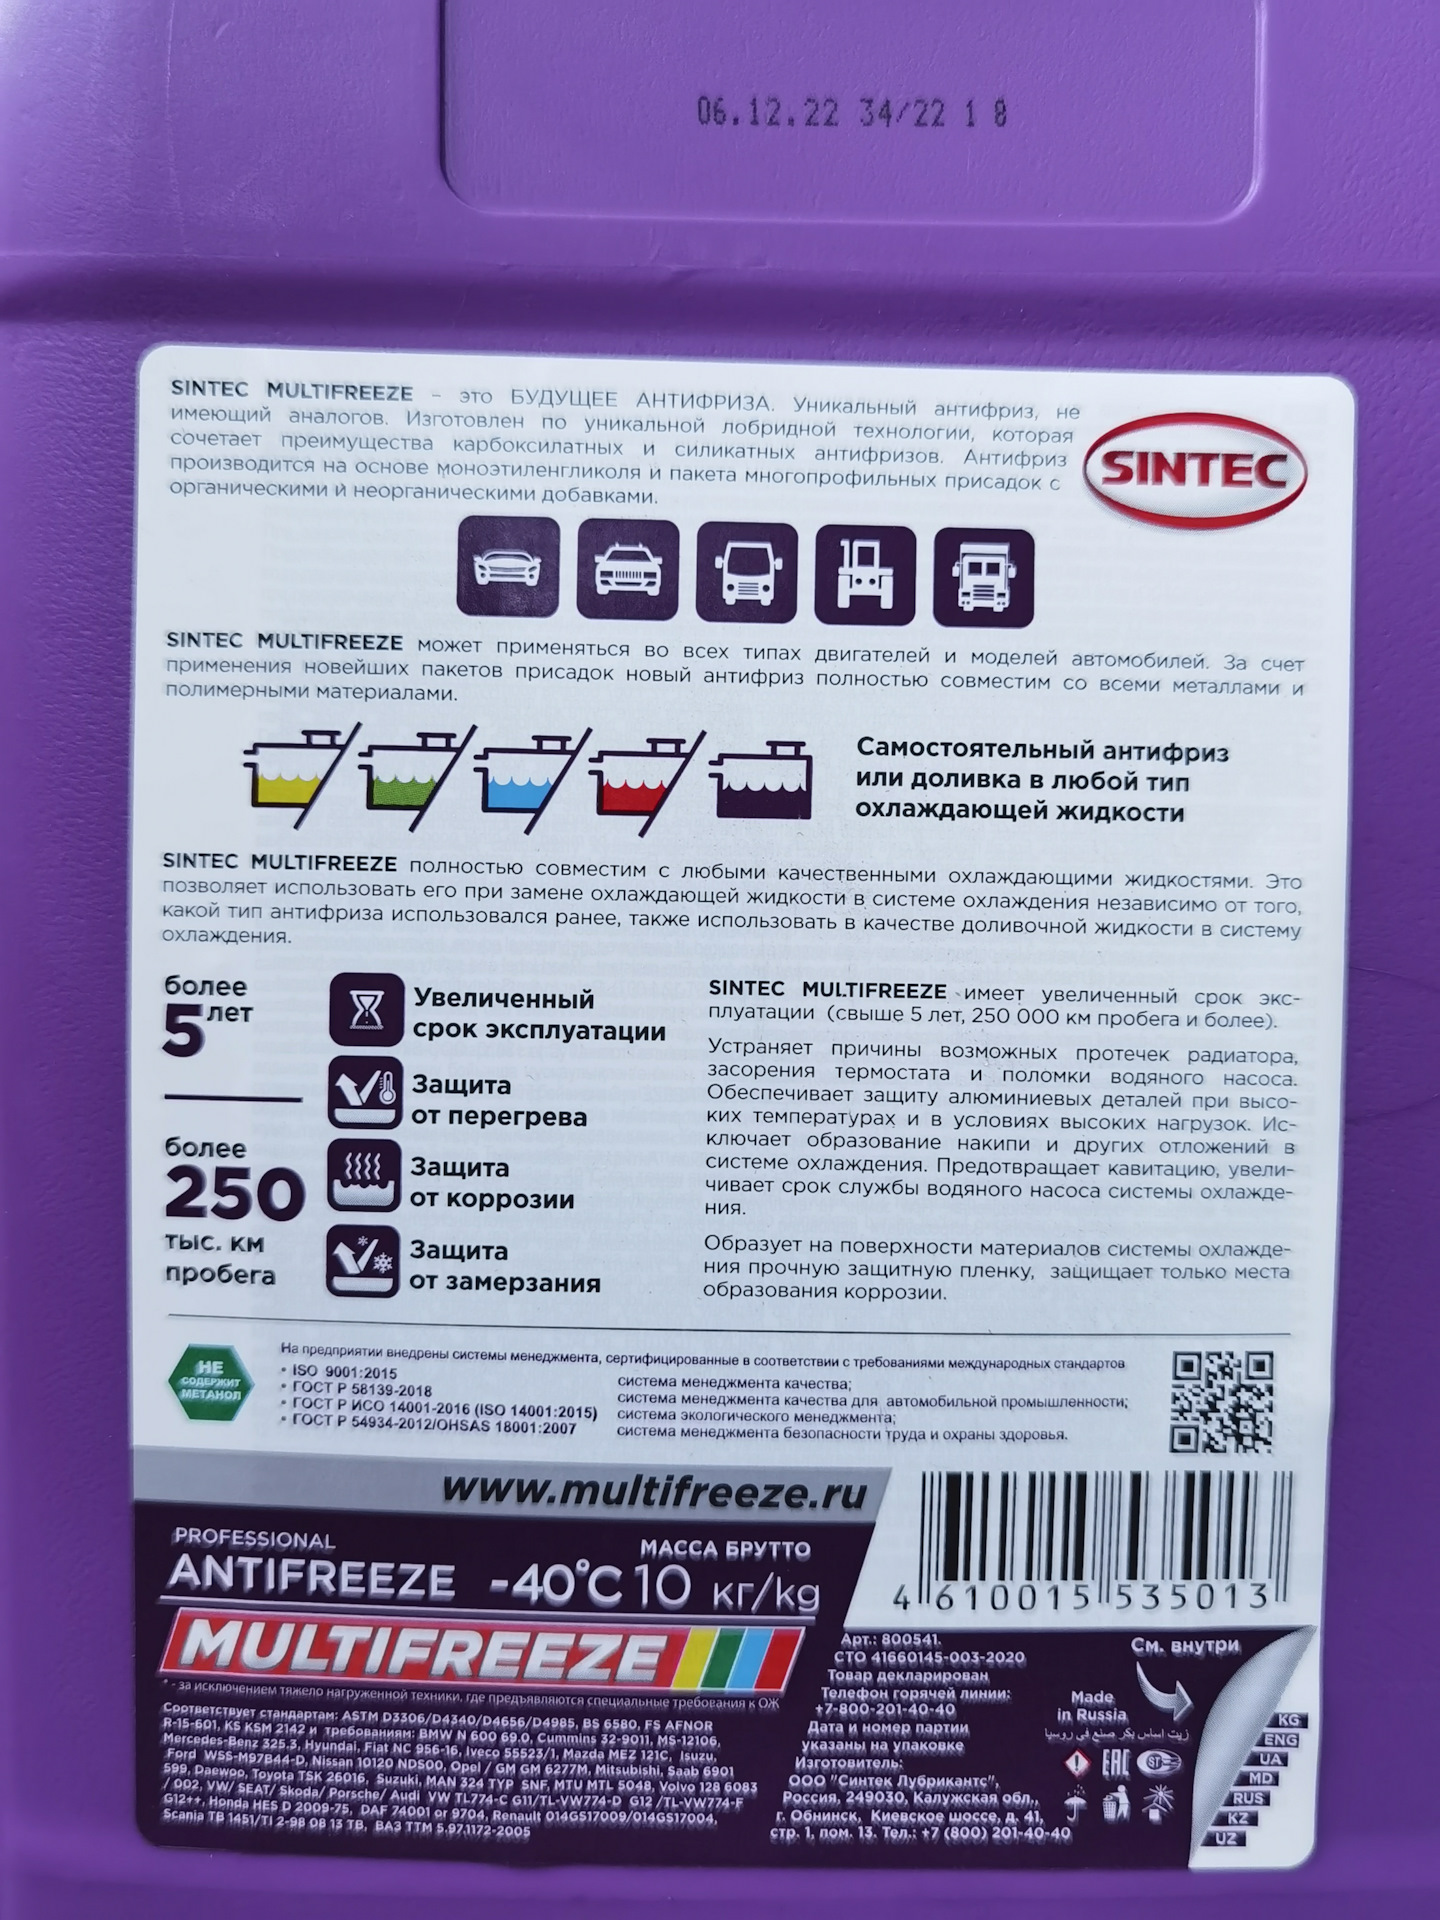 06.12.22 34/22 1 8
SINTEC MULTIFREEZE – это БУДУЩЕЕ АНТИФРИЗА. Уникальный антифриз, не
имеющий аналогов. Изготовлен по уникальной лобридной технологии, которая
сочетает преимущества карбоксилатных и силикатных антифризов. Антифриз
производится на основе моноэтиленгликоля и пакета многопрофильных присадок с
органическими и неорганическими добавками.
SINTEC
SINTEC MULTIFREEZE может применяться во всех типах двигателей и моделей автомобилей. За счет
применения новейших пакетов присадок новый антифриз полностью совместим со всеми металлами и
полимерными материалами.
Самостоятельный антифриз
или доливка в любой тип
охлаждающей жидкости
SINTEC MULTIFREEZE полностью совместим с любыми качественными охлаждающими жидкостями. Это
позволяет использовать его при замене охлаждающей жидкости в системе охлаждения независимо от того,
какой тип антифриза использовался ранее, также использовать в качестве доливочной жидкости в систему
охлаждения.
более
5 лет
более
250
тыс. км
пробега
Увеличенный
срок эксплуатации
Защита
от перегрева
Защита
от коррозии
Защита
от замерзания
SINTEC MULTIFREEZE имеет увеличенный срок экс-
плуатации (свыше 5 лет, 250 000 км пробега и более).
Устраняет причины возможных протечек радиатора,
засорения термостата и поломки водяного насоса.
Обеспечивает защиту алюминиевых деталей при высо-
ких температурах и в условиях высоких нагрузок. Ис-
ключает образование накипи и других отложений в
системе охлаждения. Предотвращает кавитацию, увели-
чивает срок службы водяного насоса системы охлажде-
ния.
Образует на поверхности материалов системы охлажде-
ния прочную защитную пленку, защищает только места
образования коррозии.
НЕ
СОДЕРЖИТ
МЕТАНОЛ
На предприятии внедрены системы менеджмента, сертифицированные в соответствии с требованиями международных стандартов
• ISO 9001:2015 система менеджмента качества;
• ГОСТ Р 58139-2018 система менеджмента качества для автомобильной промышленности;
• ГОСТ Р ИСО 14001-2016 (ISO 14001:2015) система экологического менеджмента;
• ГОСТ Р 54934-2012/OHSAS 18001:2007 система менеджмента безопасности труда и охраны здоровья.
www.multifreeze.ru
PROFESSIONAL
ANTIFREEZE -40°C
МАССА БРУТТО
10 кг/kg
MULTIFREEZE
4 610015 535013
* - за исключением тяжело нагруженной техники, где предъявляются специальные требования к ОЖ
Соответствует стандартам: ASTM D3306/D4340/D4656/D4985, BS 6580, FS AFNOR
R-15-601, KS KSM 2142 и требованиям: BMW N 600 69.0, Cummins 32-9011, MS-12106,
Mercedes-Benz 325.3, Hyundai, Fiat NC 956-16, Iveco 55523/1, Mazda MEZ 121C, Isuzu,
Ford WSS-M97B44-D, Nissan 10120 NDS00, Opel / GM GM 6277M, Mitsubishi, Saab 6901
599, Daewoo, Toyota TSK 26016, Suzuki, MAN 324 TYP SNF, MTU MTL 5048, Volvo 128 6083
/ 002, VW/ SEAT/ Skoda/ Porsche/ Audi VW TL774-C G11/TL-VW774-D G12 /TL-VW774-F
G12++, Honda HES D 2009-75, DAF 74001 or 9704, Renault 014GS17009/014GS17004,
Scania TB 1451/TI 2-98 08 13 TB, ВАЗ ТТМ 5.97.1172-2005
Арт.: 800541.
СТО 41660145-003-2020
Товар декларирован
Телефон горячей линии:
+7-800-201-40-40
Дата и номер партии
указаны на упаковке
Изготовитель:
ООО "Синтек Лубрикантс",
Россия, 249030, Калужская обл.,
г. Обнинск, Киевское шоссе, д. 41,
стр. 1, пом. 13. Тел.: +7 (800) 201-40-40
См. внутри
Made
in Russia
زيت اساس بكر صنع في روسيا
EAC
KG
ENG
UA
MD
RUS
KZ
UZ